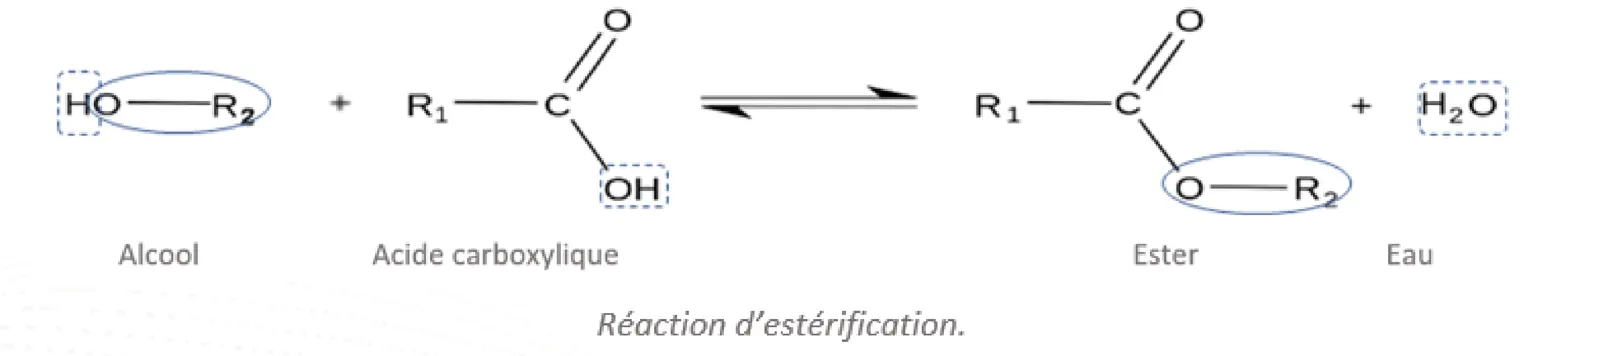 O O
HO R₂ + R₁ C R₁ C + H₂O
OH O R₂
Alcool Acide carboxylique Ester Eau
Réaction d'estérification.